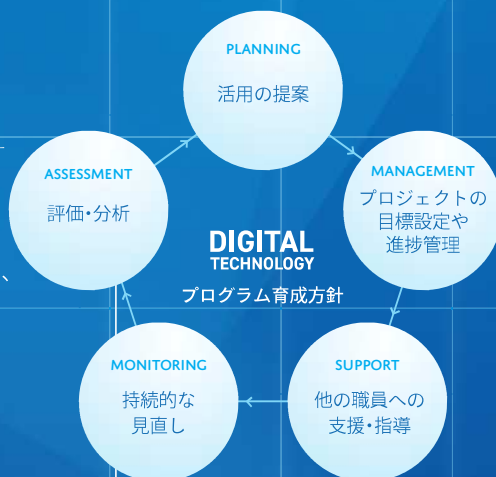 PLANNING
活用の提案
MANAGEMENT
プロジェクトの
目標設定や
進捗管理
ASSESSMENT
評価・分析
DIGITAL
TECHNOLOGY
プログラム育成方針
、
MONITORING
持続的な
見直し
SUPPORT
他の職員への
支援・指導